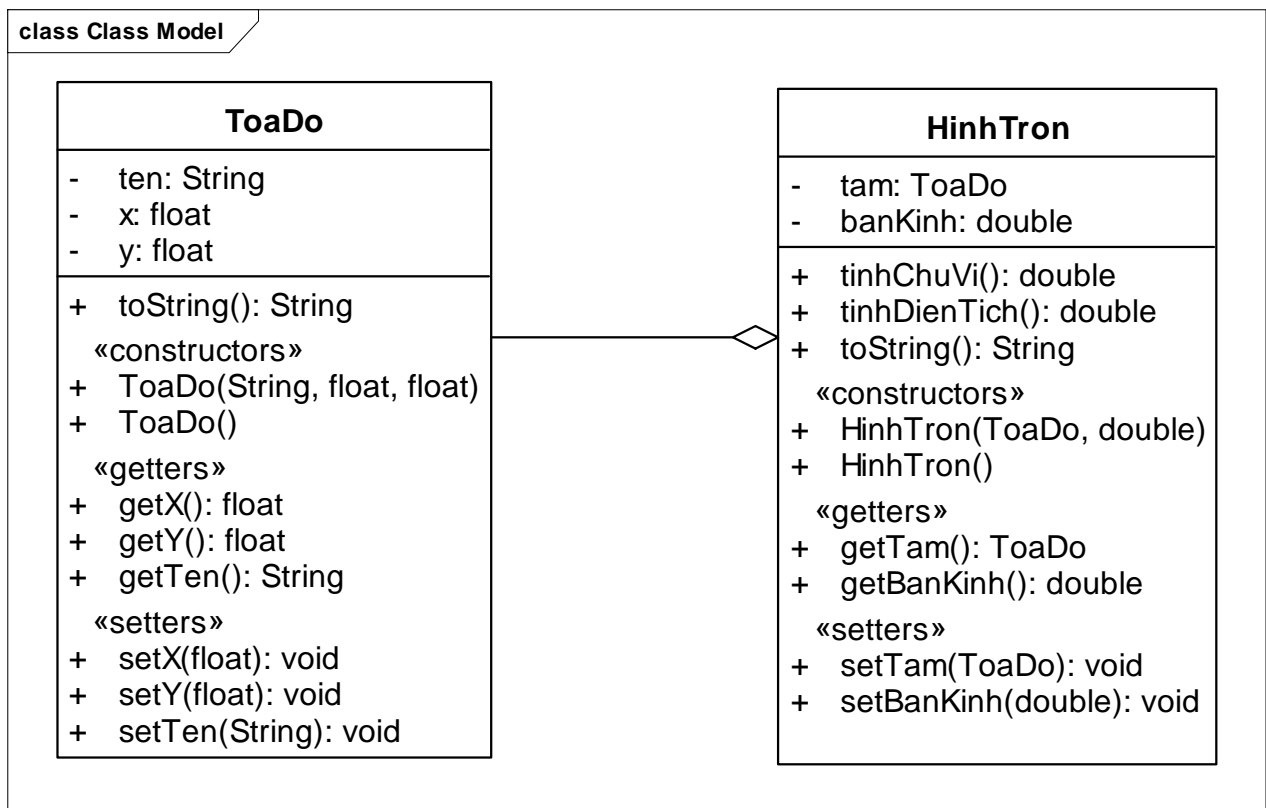 class Class Model
ToaDo
- ten: String
- x: float
- y: float
+ toString(): String
«constructors»
+ ToaDo(String, float, float)
+ ToaDo()
«getters»
+ getX(): float
+ getY(): float
+ getTen(): String
«setters»
+ setX(float): void
+ setY(float): void
+ setTen(String): void
HinhTron
- tam: ToaDo
- banKinh: double
+ tinhChuVi(): double
+ tinhDienTich(): double
+ toString(): String
«constructors»
+ HinhTron(ToaDo, double)
+ HinhTron()
«getters»
+ getTam(): ToaDo
+ getBanKinh(): double
«setters»
+ setTam(ToaDo): void
+ setBanKinh(double): void